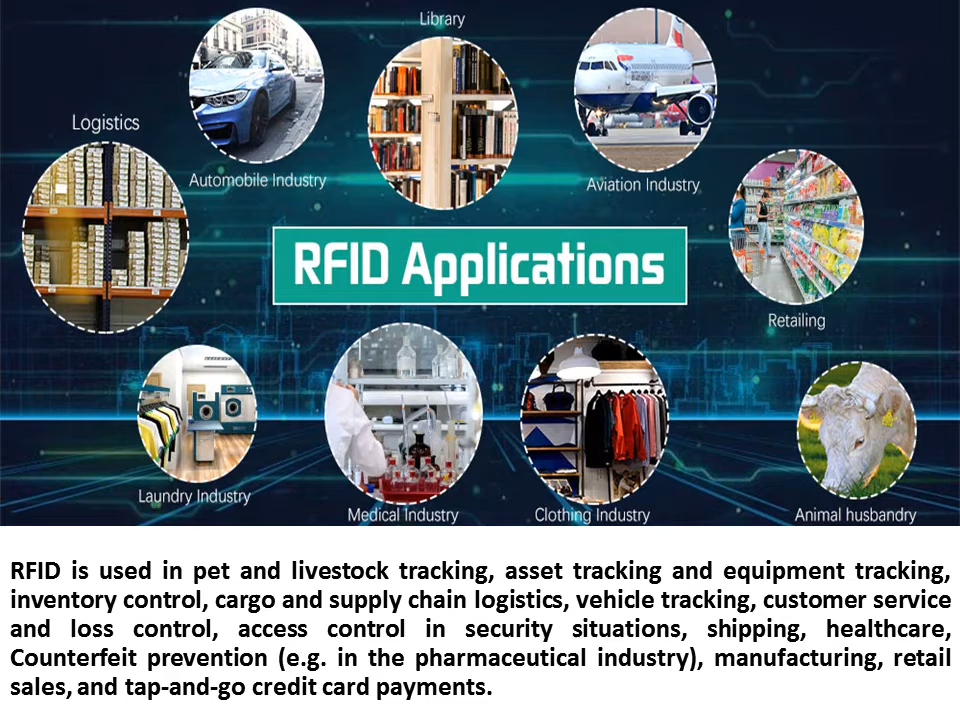 Library
Logistics
Automobile Industry
Aviation Industry
RFID Applications
Retailing
Laundry Industry
Medical Industry
Clothing Industry
Animal husbandry
RFID is used in pet and livestock tracking, asset tracking and equipment tracking,
inventory control, cargo and supply chain logistics, vehicle tracking, customer service
and loss control, access control in security situations, shipping, healthcare,
Counterfeit prevention (e.g. in the pharmaceutical industry), manufacturing, retail
sales, and tap-and-go credit card payments.